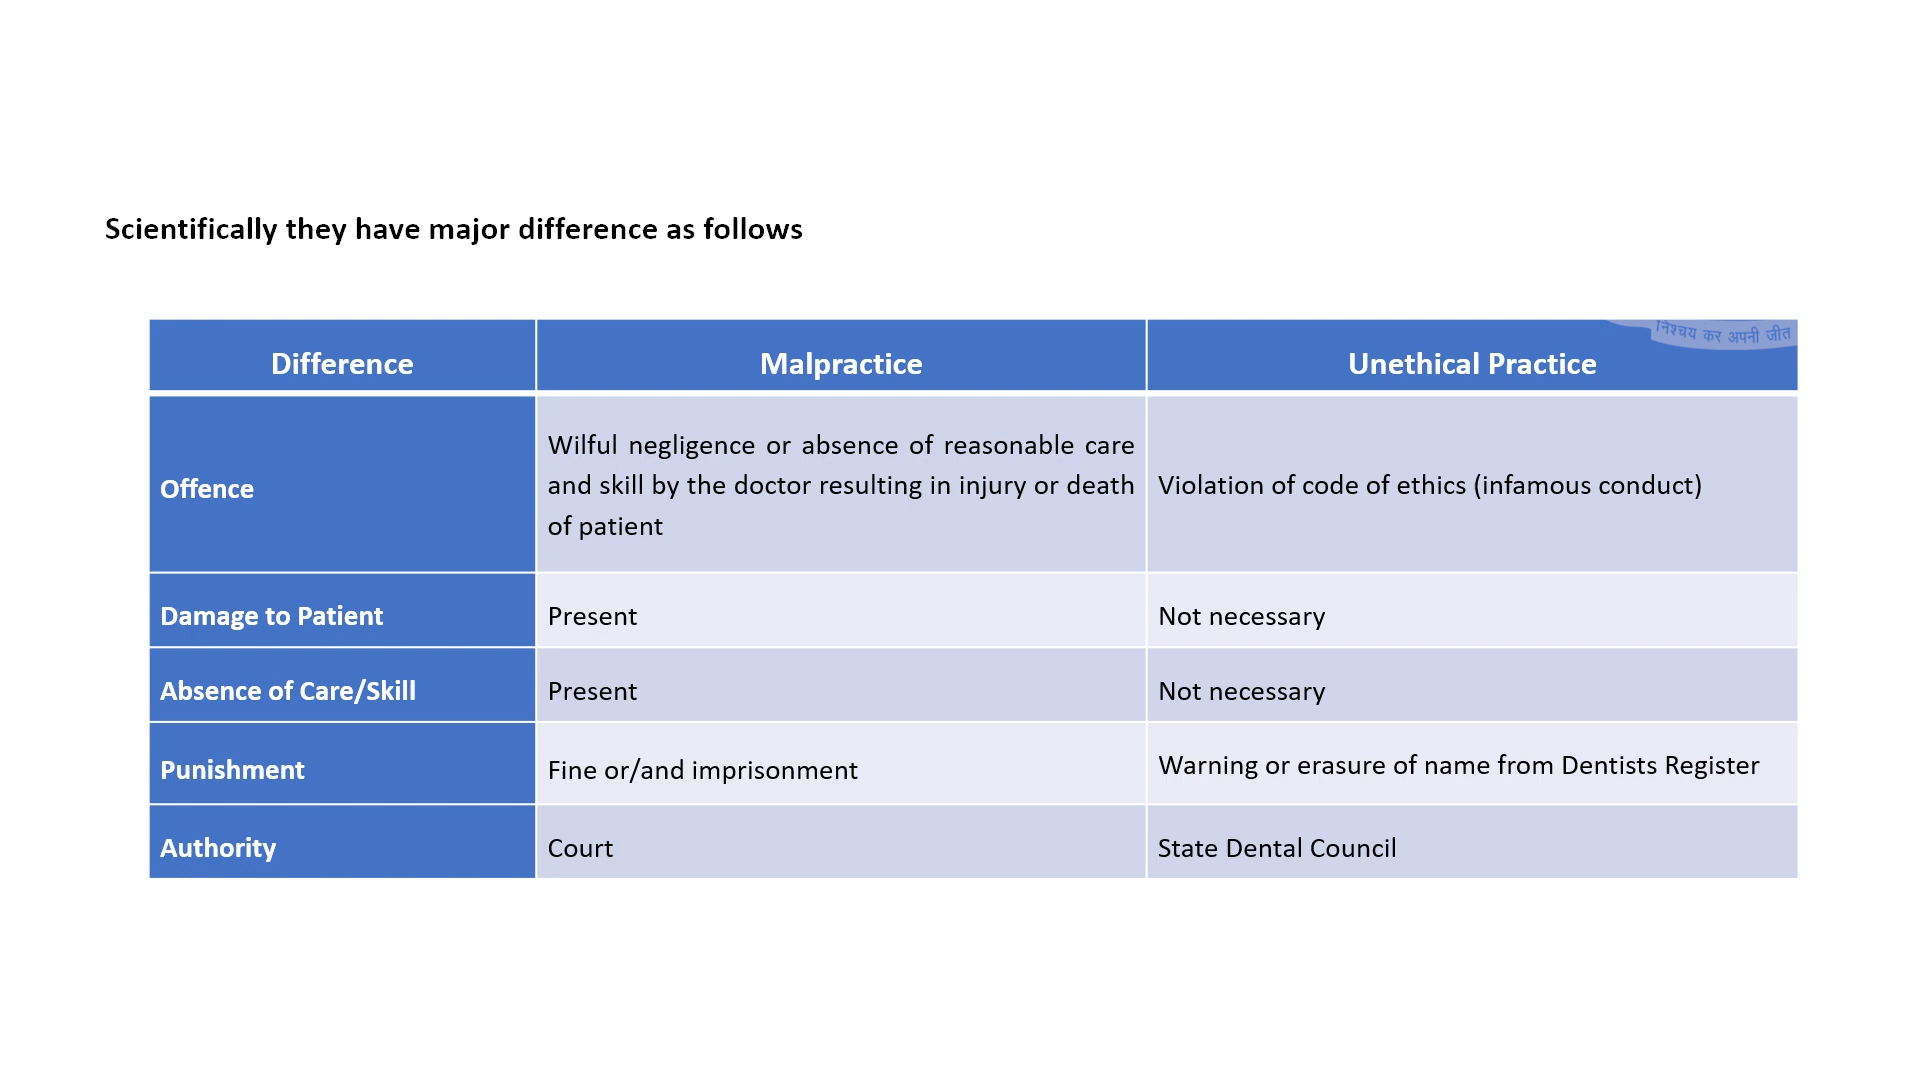 Scientifically they have major difference as follows
Difference Malpractice Unethical Practice
निश्चय कर अपनी जीत
Offence
Wilful negligence or absence of reasonable care
and skill by the doctor resulting in injury or death
of patient
Violation of code of ethics (infamous conduct)
Damage to Patient Present Not necessary
Absence of Care/Skill Present Not necessary
Punishment Fine or/and imprisonment Warning or erasure of name from Dentists Register
Authority Court State Dental Council